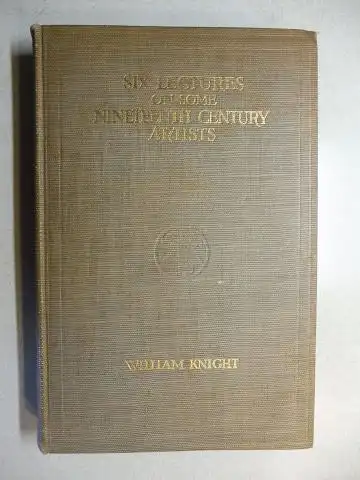 SIX LECTURES
ON SOME
NINETEENTH CENTURY
ARTISTS
WILLIAM KNIGHT